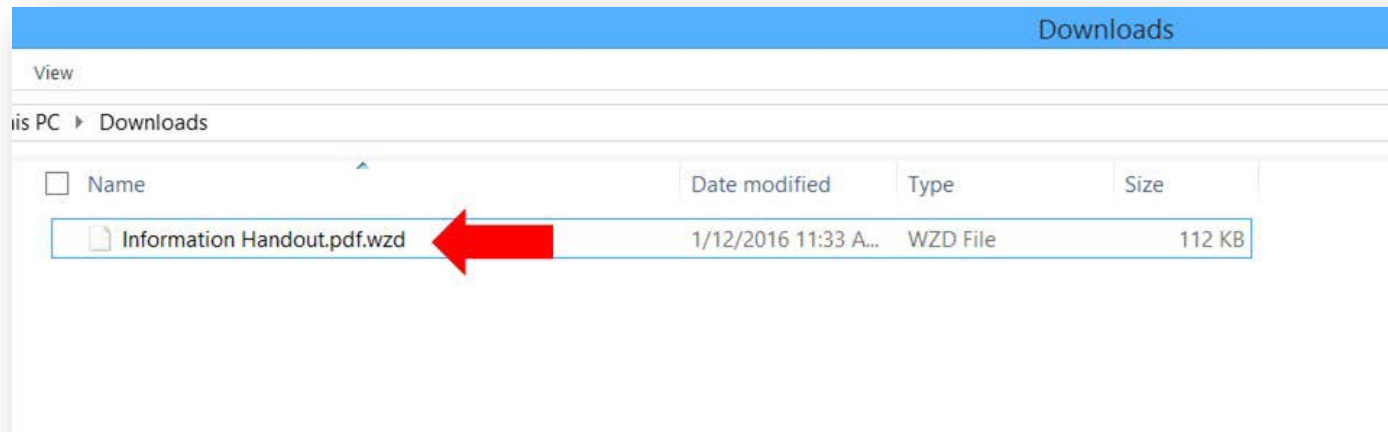 Downloads
View
is PC Downloads
Name Date modified Type Size
Information Handout.pdf.wzd 1/12/2016 11:33 A... WZD File 112 KB